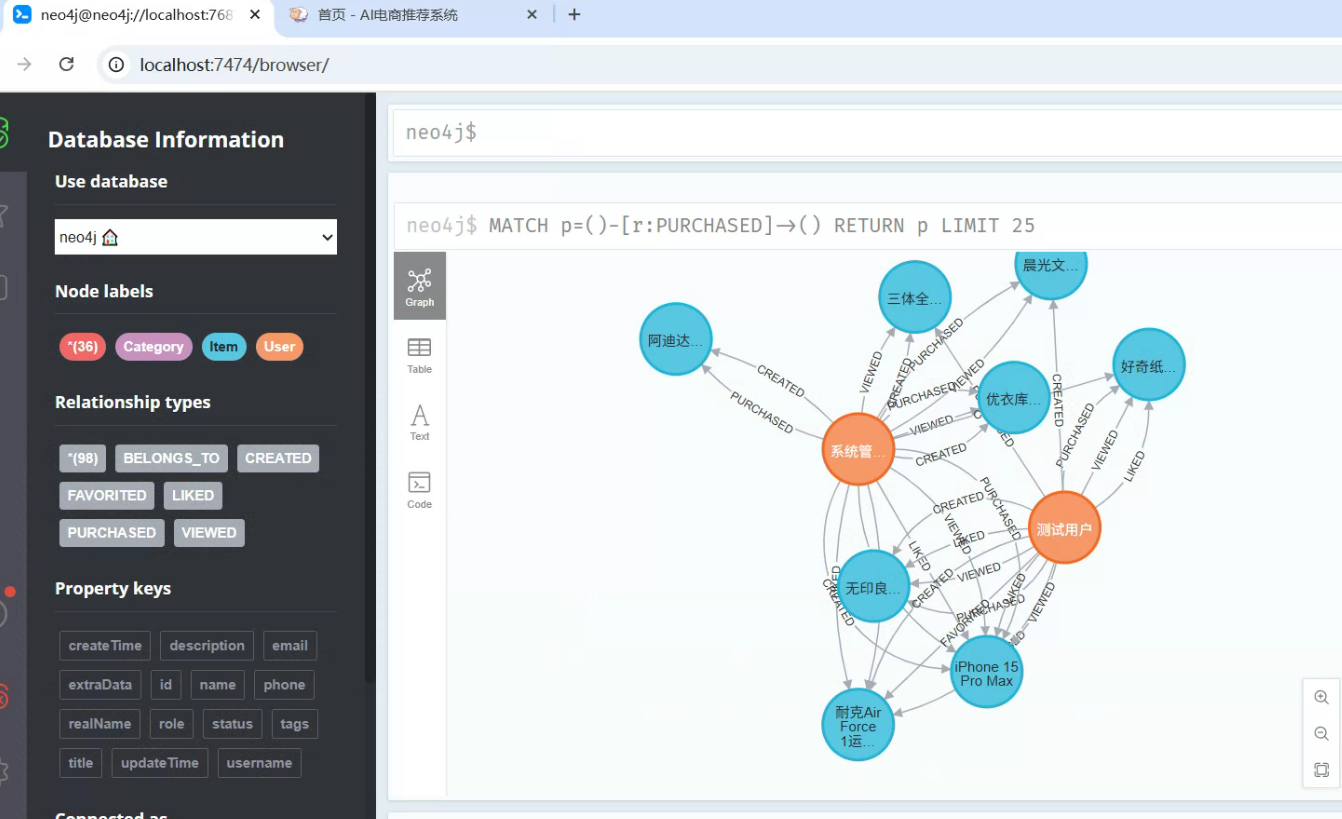 neo4j@neo4j://localhost:768
首页 - AI电商推荐系统
localhost:7474/browser/
Database Information
Use database
neo4j
Node labels
*(36) Category Item User
Relationship types
*(98) BELONGS_TO CREATED
FAVORITED LIKED
PURCHASED VIEWED
Property keys
createTime description email
extraData id name phone
realName role status tags
title updateTime username
neo4j$
neo4j$ MATCH p=()-[r:PURCHASED]->() RETURN p LIMIT 25
Graph
Table
Text
Code
晨光文...
三体全...
阿迪达...
好奇纸...
优衣库...
系统管...
测试用户
无印良...
iPhone 15
Pro Max
耐克Air
Force
1运...
CREATED
PURCHASED
VIEWED
CREATED
PURCHASED
VIEWED
PURCHASED
VIEWED
CREATED
CREATED
PURCHASED
VIEWED
LIKED
PURCHASED
VIEWED
LIKED
CREATED
LIKED
VIEWED
CREATED
PURCHASED
LIKED
VIEWED
CREATED